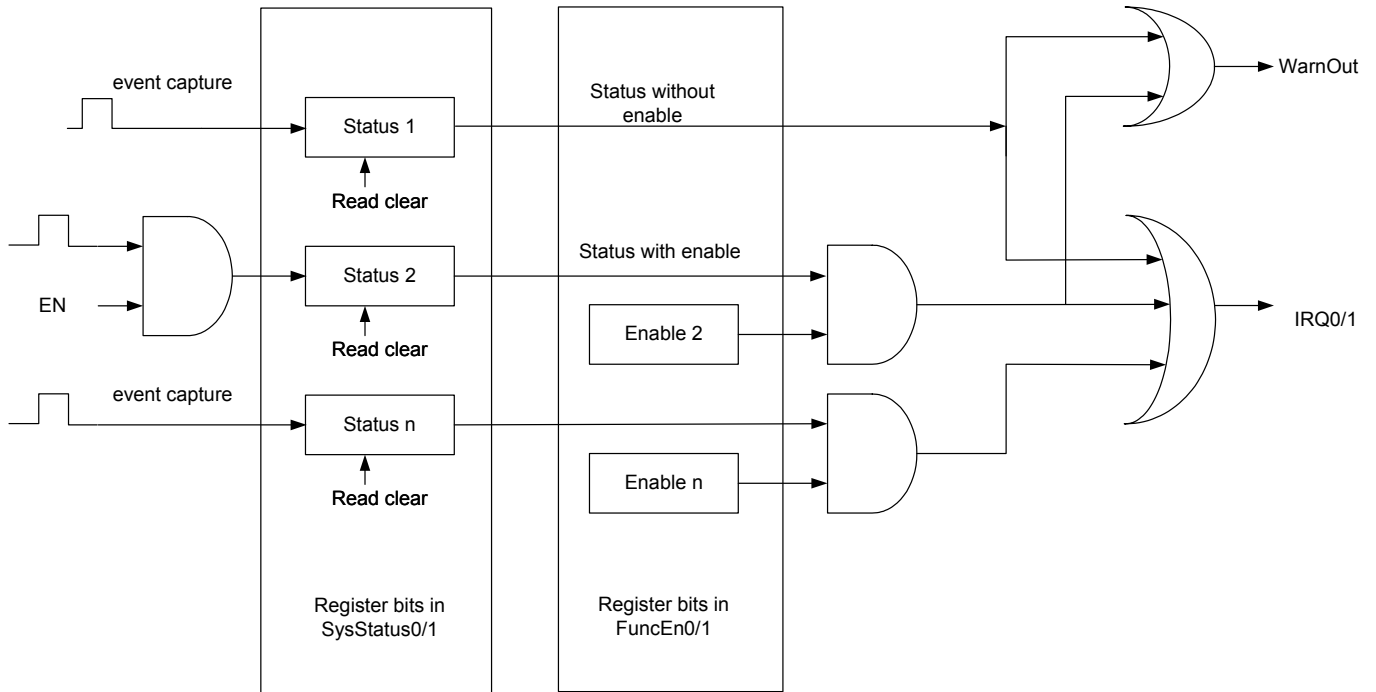 WarnOut
event capture
Status without
enable
Status 1
Read clear
Status with enable
Status 2
EN
IRQ0/1
Enable 2
Read clear
event capture
Status n
Enable n
Read clear
Register bits in
SysStatus0/1
Register bits in
FuncEn0/1